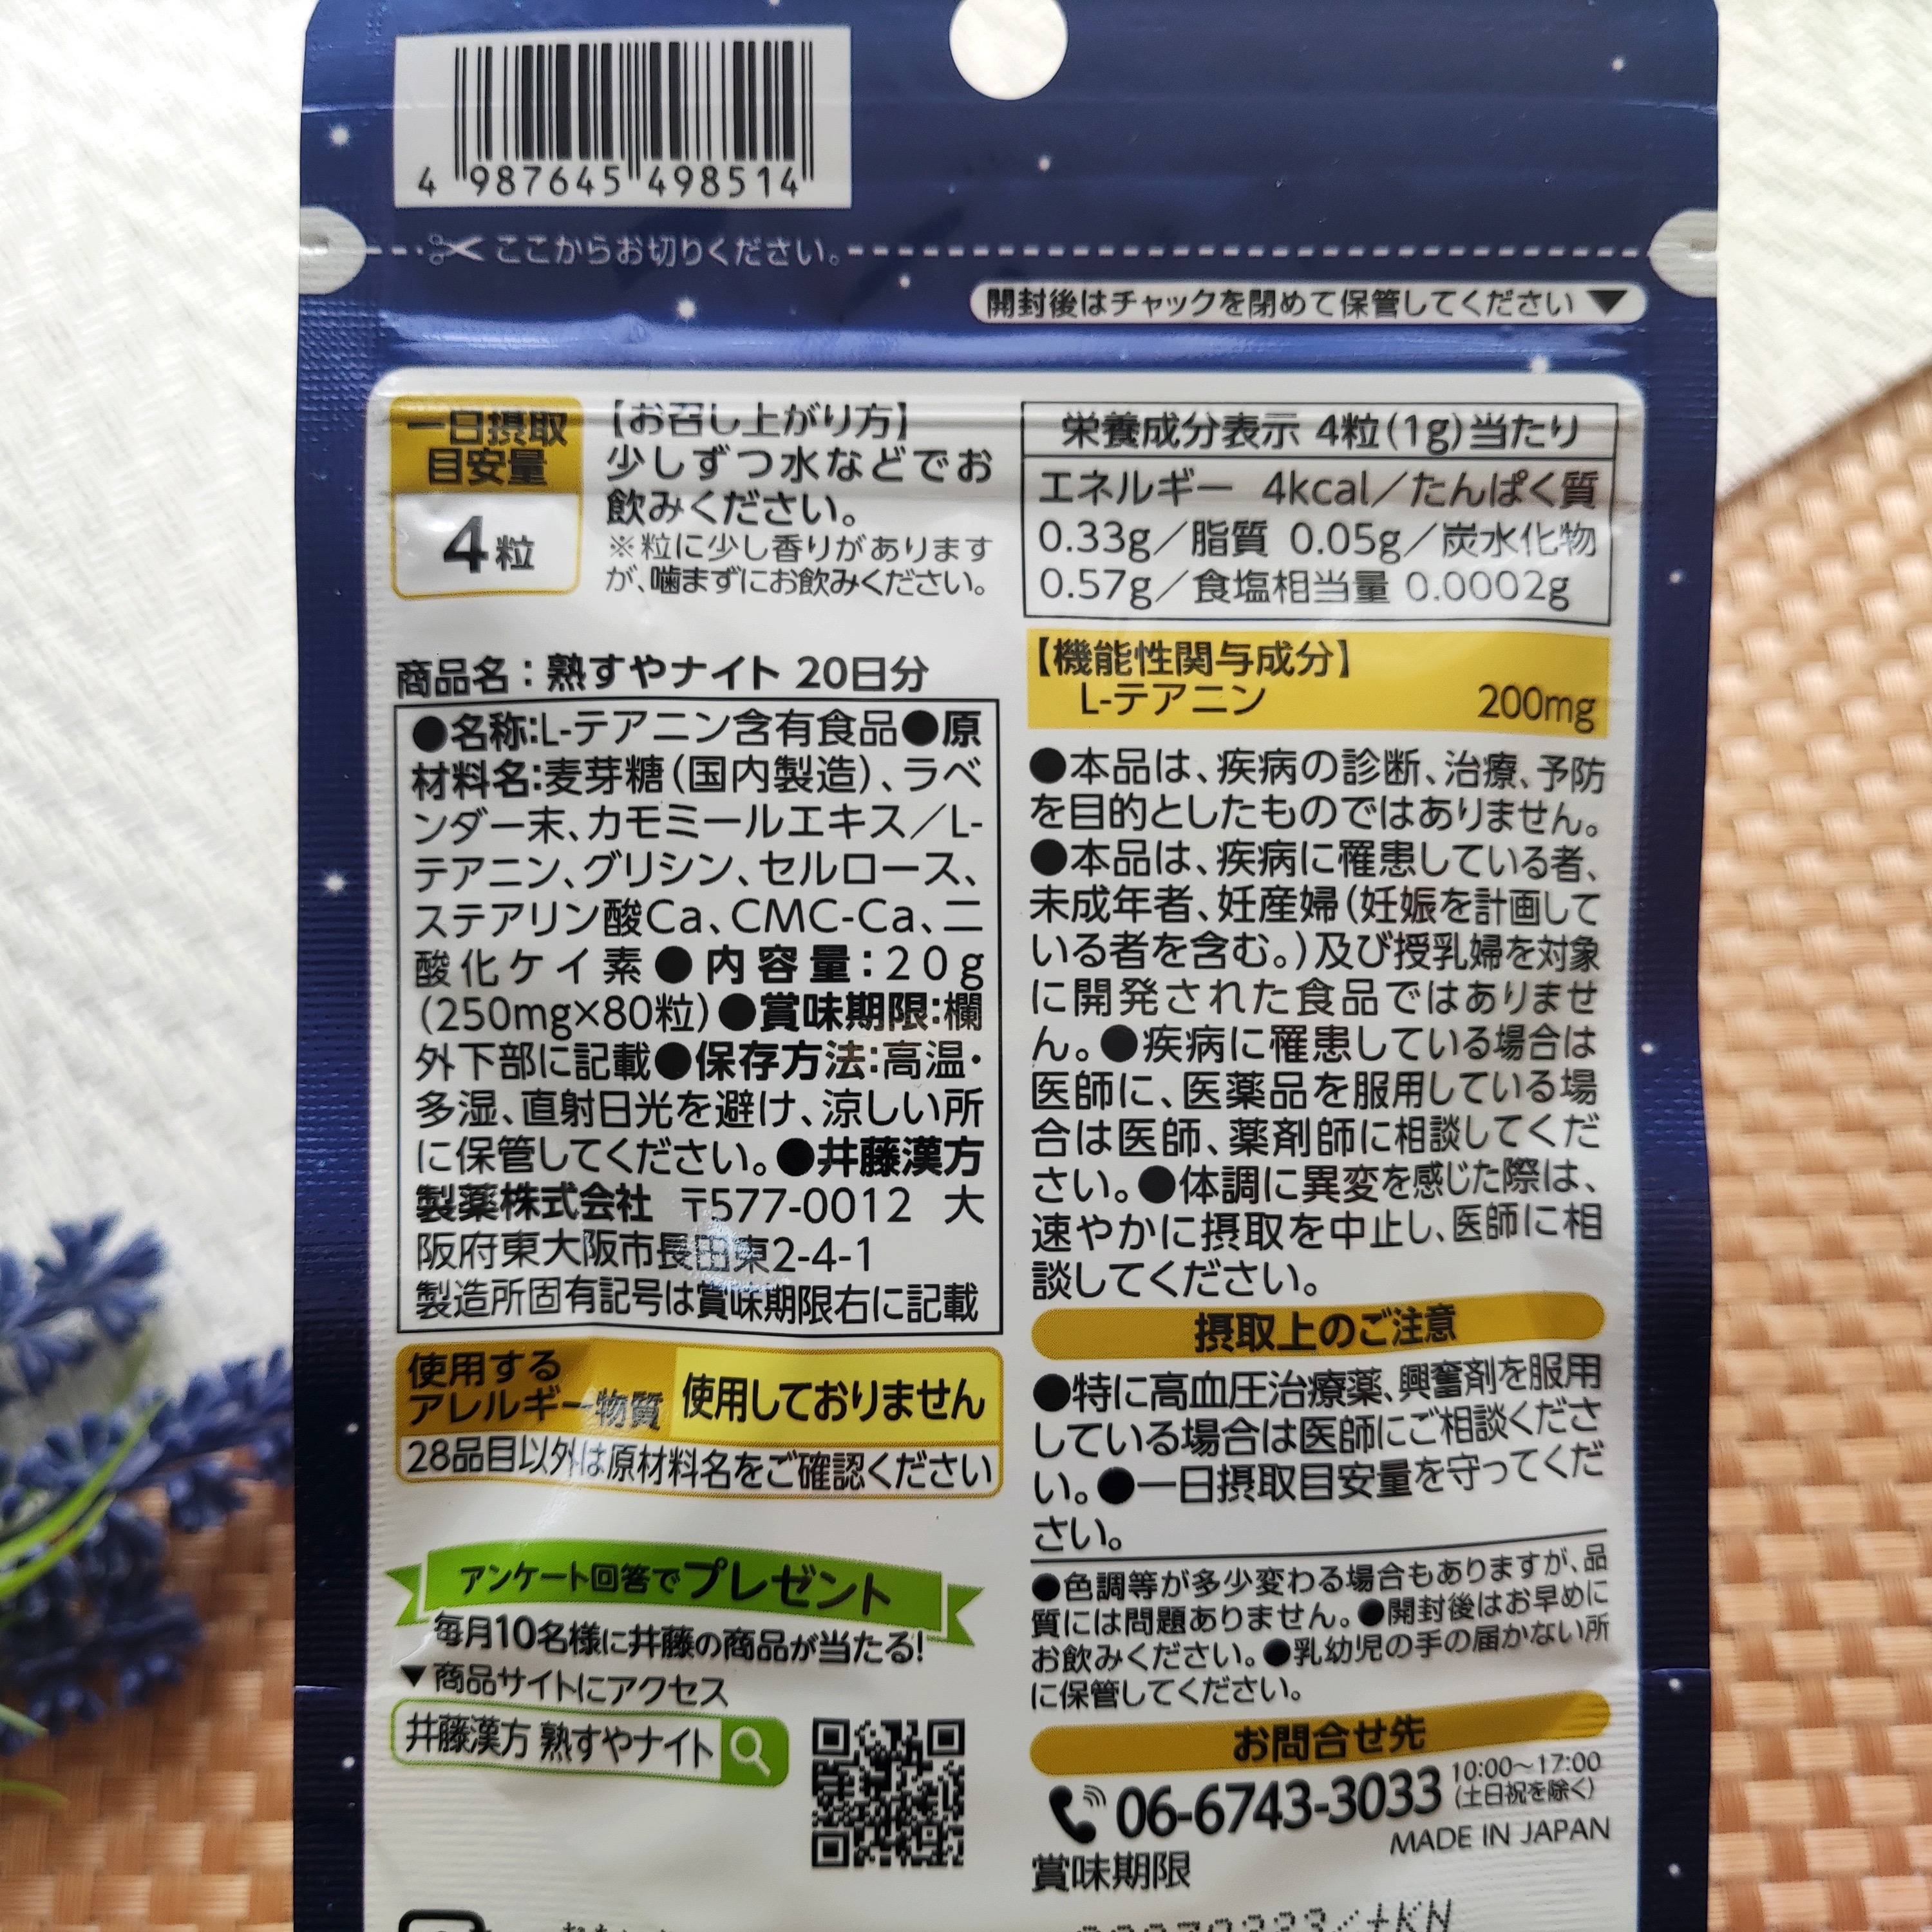 4 987645 498514
ここからお切りください。
開封後はチャックを閉めて保管してください▼
一日摂取
目安量
4粒
【お召し上がり方】
少しずつ水などでお
飲みください。
※粒に少し香りがあります
が、噛まずにお飲みください。
商品名：熟すやナイト 20日分
●名称:L-テアニン含有食品●原
材料名:麦芽糖(国内製造)、ラベ
ンダー末、カモミールエキス／L-
テアニン、グリシン、セルロース、
ステアリン酸Ca、CMC-Ca、二
酸化ケイ素●内容量:20g
(250mg×80粒)●賞味期限:欄
外下部に記載●保存方法:高温・
多湿、直射日光を避け、涼しい所
に保管してください。●井藤漢方
製薬株式会社 〒577-0012 大
阪府東大阪市長田東2-4-1
製造所固有記号は賞味期限右に記載
使用する
アレルギー物質
使用しておりません
28品目以外は原材料名をご確認ください
アンケート回答でプレゼント
毎月10名様に井藤の商品が当たる!
▼商品サイトにアクセス
井藤漢方 熟すやナイト
栄養成分表示 4粒(1g)当たり
エネルギー 4kcal／たんぱく質
0.33g／脂質 0.05g／炭水化物
0.57g／食塩相当量 0.0002g
【機能性関与成分】
L-テアニン 200mg
●本品は、疾病の診断、治療、予防
を目的としたものではありません。
●本品は、疾病に罹患している者、
未成年者、妊産婦(妊娠を計画して
いる者を含む。)及び授乳婦を対象
に開発された食品ではありませ
ん。●疾病に罹患している場合は
医師に、医薬品を服用している場
合は医師、薬剤師に相談してくだ
さい。●体調に異変を感じた際は、
速やかに摂取を中止し、医師に相
談してください。
摂取上のご注意
●特に高血圧治療薬、興奮剤を服用
している場合は医師にご相談くださ
い。●一日摂取目安量を守ってくだ
さい。
●色調等が多少変わる場合もありますが、品
質には問題ありません。●開封後はお早めに
お飲みください。●乳幼児の手の届かない所
に保管してください。
お問合せ先
06-6743-3033
10:00～17:00
(土日祝を除く)
MADE IN JAPAN
賞味期限